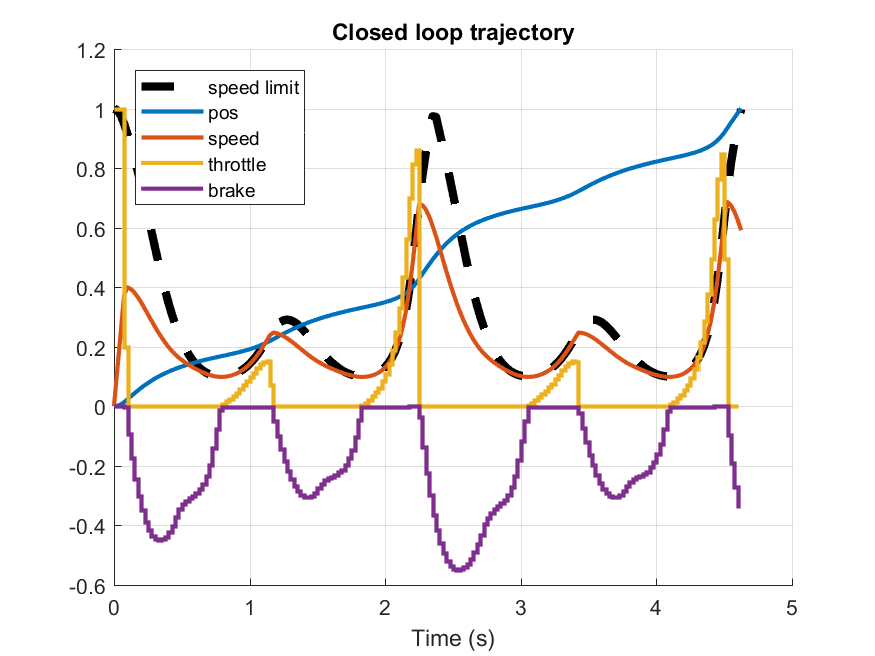 Closed loop trajectory
1.2
1
0.8
0.6
0.4
0.2
0
-0.2
-0.4
-0.6
speed limit
pos
speed
throttle
brake
0 1 2 3 4 5
Time (s)